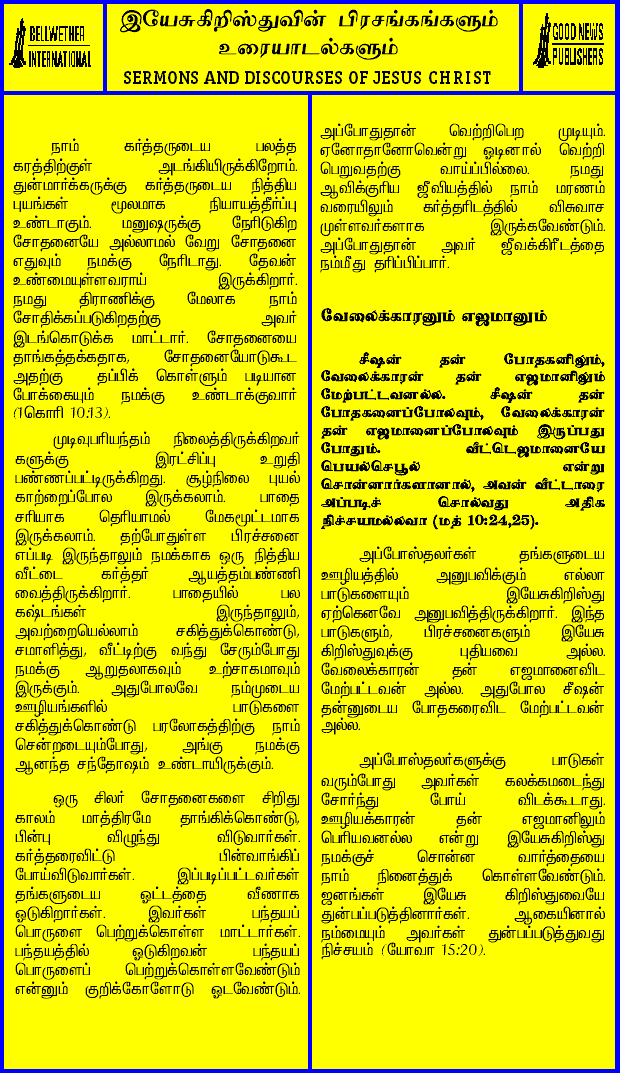 BELLWETHER
INTERNATIONAL
இயேசுகிறிஸ்துவின் பிரசங்கங்களும்
உரையாடல்களும்
SERMONS AND DISCOURSES OF JESUS CHRIST
GOOD NEWS
PUBLISHERS
நாம் கர்த்தருடைய பலத்த
கரத்திற்குள் அடங்கியிருக்கிறோம்.
துன்மார்க்கருக்கு கர்த்தருடைய நித்திய
புயங்கள் மூலமாக நியாயத்தீர்ப்பு
உண்டாகும். மனுஷருக்கு நேரிடுகிற
சோதனையே அல்லாமல் வேறு சோதனை
எதுவும் நமக்கு நேரிடாது. தேவன்
உண்மையுள்ளவராய் இருக்கிறார்.
நமது திராணிக்கு மேலாக நாம்
சோதிக்கப்படுகிறதற்கு அவர்
இடங்கொடுக்க மாட்டார். சோதனையை
தாங்கத்தக்கதாக, சோதனையோடுகூட
அதற்கு தப்பிக் கொள்ளும் படியான
போக்கையும் நமக்கு உண்டாக்குவார்
(1கொரி 10:13).
முடிவுபரியந்தம் நிலைத்திருக்கிறவர்
களுக்கு இரட்சிப்பு உறுதி
பண்ணப்பட்டிருக்கிறது. சூழ்நிலை புயல்
காற்றைப்போல இருக்கலாம். பாதை
சரியாக தெரியாமல் மேகமூட்டமாக
இருக்கலாம். தற்போதுள்ள பிரச்சனை
எப்படி இருந்தாலும் நமக்காக ஒரு நித்திய
வீட்டை கர்த்தர் ஆயத்தம்பண்ணி
வைத்திருக்கிறார். பாதையில் பல
கஷ்டங்கள் இருந்தாலும்,
அவற்றையெல்லாம் சகித்துக்கொண்டு,
சமாளித்து, வீட்டிற்கு வந்து சேரும்போது
நமக்கு ஆறுதலாகவும் உற்சாகமாவும்
இருக்கும். அதுபோலவே நம்முடைய
ஊழியங்களில் பாடுகளை
சகித்துக்கொண்டு பரலோகத்திற்கு நாம்
சென்றடையும்போது, அங்கு நமக்கு
ஆனந்த சந்தோஷம் உண்டாயிருக்கும்.
ஒரு சிலர் சோதனைகளை சிறிது
காலம் மாத்திரமே தாங்கிக்கொண்டு,
பின்பு விழுந்து விடுவார்கள்.
கர்த்தரைவிட்டு பின்வாங்கிப்
போய்விடுவார்கள். இப்படிப்பட்டவர்கள்
தங்களுடைய ஓட்டத்தை வீணாக
ஓடுகிறார்கள். இவர்கள் பந்தயப்
பொருளை பெற்றுக்கொள்ள மாட்டார்கள்.
பந்தயத்தில் ஓடுகிறவன் பந்தயப்
பொருளைப் பெற்றுக்கொள்ளவேண்டும்
என்னும் குறிக்கோளோடு ஓடவேண்டும்.
அப்போதுதான் வெற்றிபெற முடியும்.
ஏனோதானோவென்று ஓடினால் வெற்றி
பெறுவதற்கு வாய்ப்பில்லை. நமது
ஆவிக்குரிய ஜீவியத்தில் நாம் மரணம்
வரையிலும் கர்த்தரிடத்தில் விசுவாச
முள்ளவர்களாக இருக்கவேண்டும்.
அப்போதுதான் அவர் ஜீவக்கிரீடத்தை
நம்மீது தரிப்பிப்பார்.
வேலைக்காரனும் எஜமானும்
சீஷன் தன் போதகனிலும்,
வேலைக்காரன் தன் எஜமானிலும்
மேற்பட்டவனல்ல. சீஷன் தன்
போதகனைப்போலவும், வேலைக்காரன்
தன் எஜமானைப்போலவும் இருப்பது
போதும். வீட்டெஜமானையே
பெயல்செபூல் என்று
சொன்னார்களானால், அவன் வீட்டாரை
அப்படிச் சொல்வது அதிக
நிச்சயமல்லவா (மத் 10:24,25).
அப்போஸ்தலர்கள் தங்களுடைய
ஊழியத்தில் அனுபவிக்கும் எல்லா
பாடுகளையும் இயேசுகிறிஸ்து
ஏற்கெனவே அனுபவித்திருக்கிறார். இந்த
பாடுகளும், பிரச்சனைகளும் இயேசு
கிறிஸ்துவுக்கு புதியவை அல்ல.
வேலைக்காரன் தன் எஜமானைவிட
மேற்பட்டவன் அல்ல. அதுபோல சீஷன்
தன்னுடைய போதகரைவிட மேற்பட்டவன்
அல்ல.
அப்போஸ்தலர்களுக்கு பாடுகள்
வரும்போது அவர்கள் கலக்கமடைந்து
சோர்ந்து போய் விடக்கூடாது.
ஊழியக்காரன் தன் எஜமானிலும்
பெரியவனல்ல என்று இயேசுகிறிஸ்து
நமக்குச் சொன்ன வார்த்தையை
நாம் நினைத்துக் கொள்ளவேண்டும்.
ஜனங்கள் இயேசு கிறிஸ்துவையே
துன்பப்படுத்தினார்கள். ஆகையினால்
நம்மையும் அவர்கள் துன்பப்படுத்துவது
நிச்சயம் (யோவா 15:20).